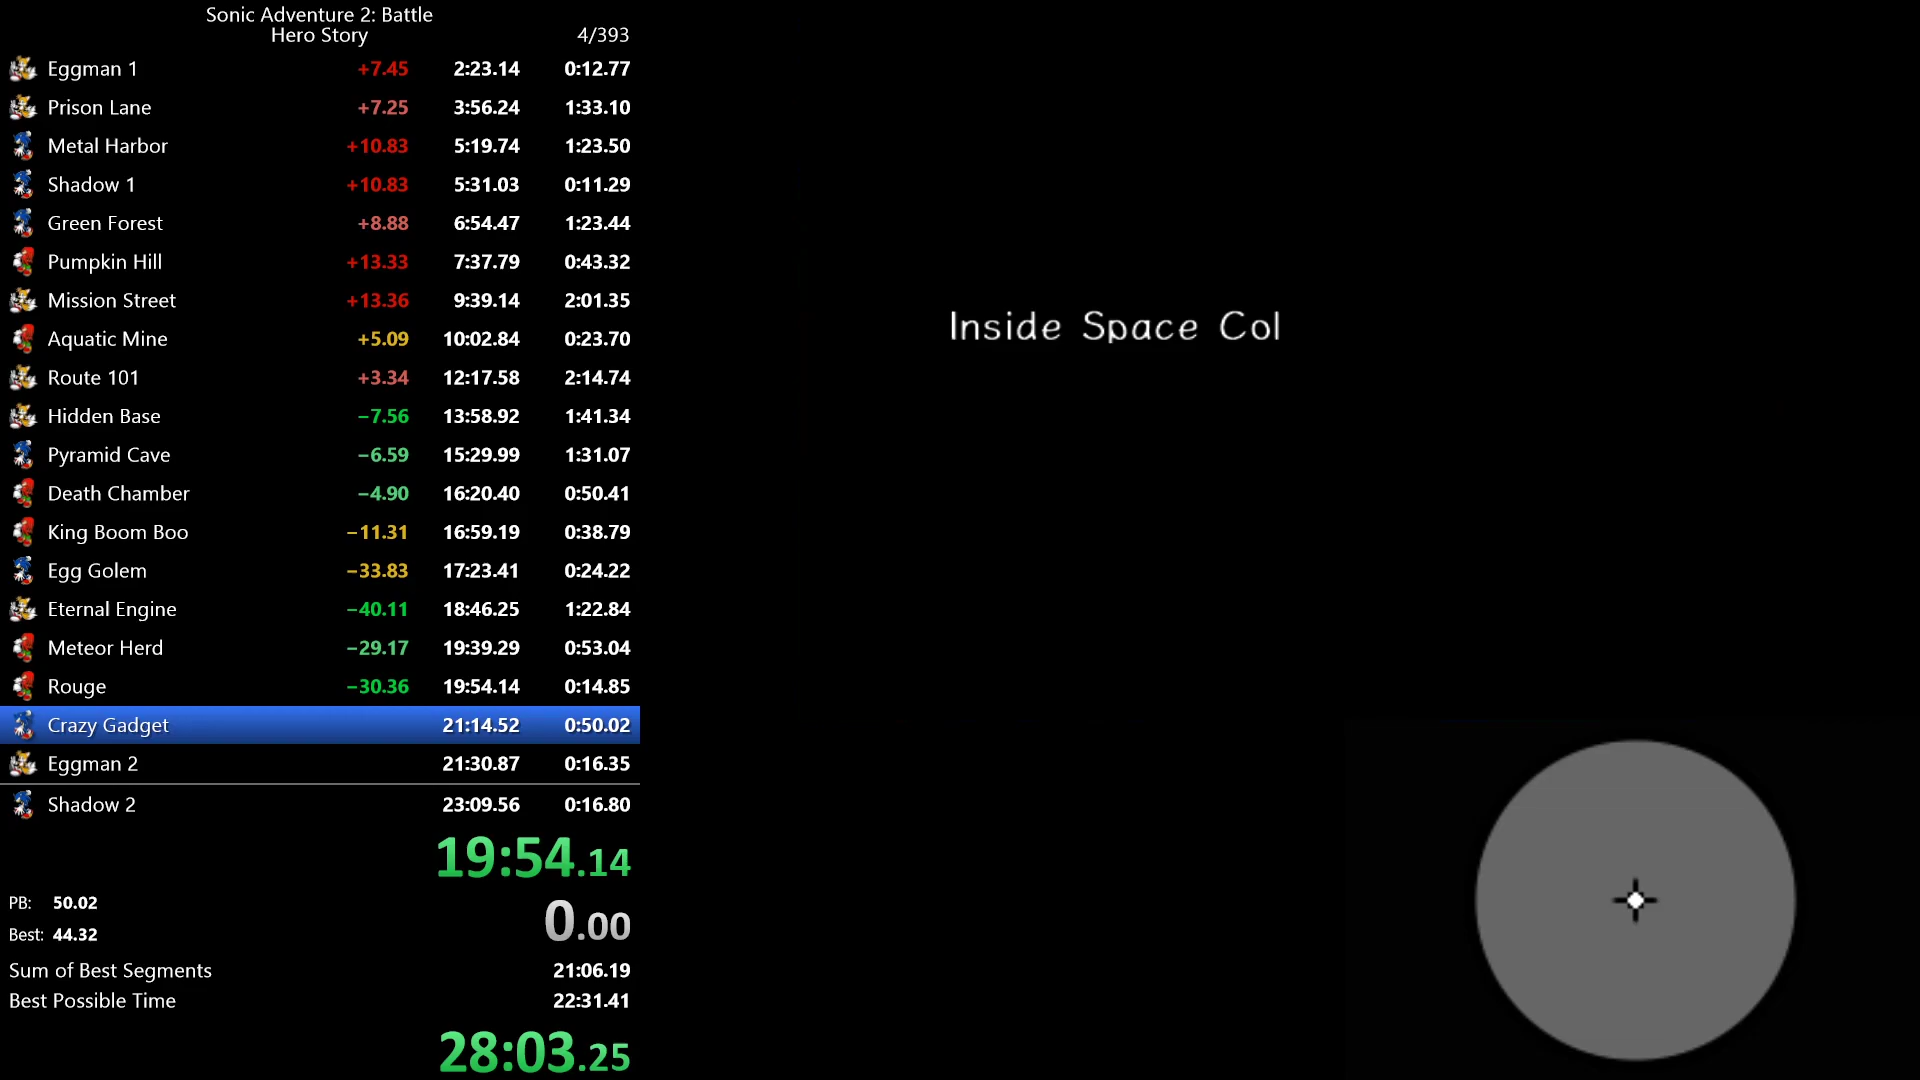 Sonic Adventure 2: Battle
Hero Story 4/393
Eggman 1 +7.45 2:23.14 0:12.77
Prison Lane +7.25 3:56.24 1:33.10
Metal Harbor +10.83 5:19.74 1:23.50
Shadow 1 +10.83 5:31.03 0:11.29
Green Forest +8.88 6:54.47 1:23.44
Pumpkin Hill +13.33 7:37.79 0:43.32
Mission Street +13.36 9:39.14 2:01.35
Aquatic Mine +5.09 10:02.84 0:23.70
Route 101 +3.34 12:17.58 2:14.74
Hidden Base −7.56 13:58.92 1:41.34
Pyramid Cave −6.59 15:29.99 1:31.07
Death Chamber −4.90 16:20.40 0:50.41
King Boom Boo −11.31 16:59.19 0:38.79
Egg Golem −33.83 17:23.41 0:24.22
Eternal Engine −40.11 18:46.25 1:22.84
Meteor Herd −29.17 19:39.29 0:53.04
Rouge −30.36 19:54.14 0:14.85
Crazy Gadget 21:14.52 0:50.02
Eggman 2 21:30.87 0:16.35
Shadow 2 23:09.56 0:16.80
19:54.14
PB: 50.02
0.00
Best: 44.32
Sum of Best Segments 21:06.19
Best Possible Time 22:31.41
28:03.25
Inside Space Col